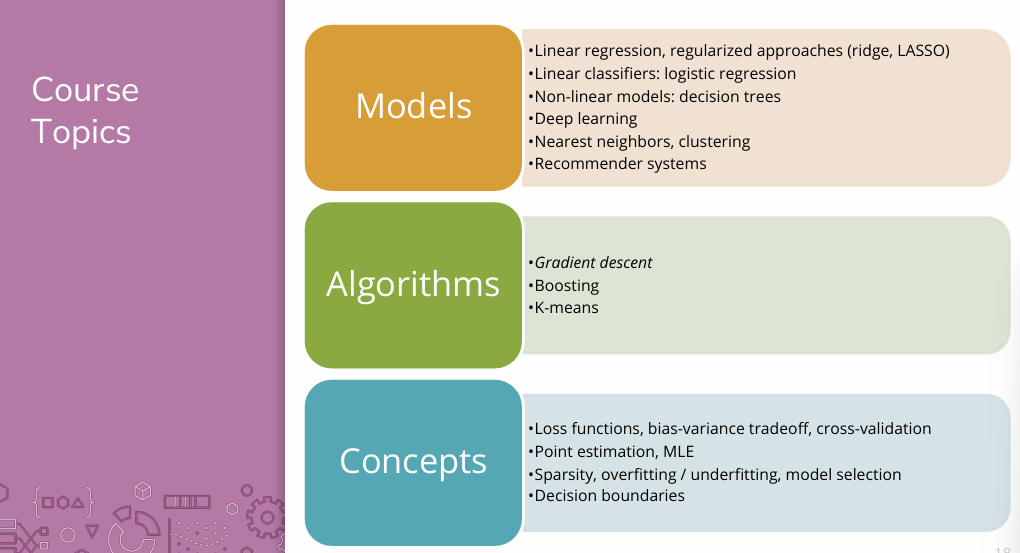 Course
Topics
Models
•Linear regression, regularized approaches (ridge, LASSO)
•Linear classifiers: logistic regression
•Non-linear models: decision trees
•Deep learning
•Nearest neighbors, clustering
•Recommender systems
Algorithms
•Gradient descent
•Boosting
•K-means
Concepts
•Loss functions, bias-variance tradeoff, cross-validation
•Point estimation, MLE
•Sparsity, overfitting / underfitting, model selection
•Decision boundaries